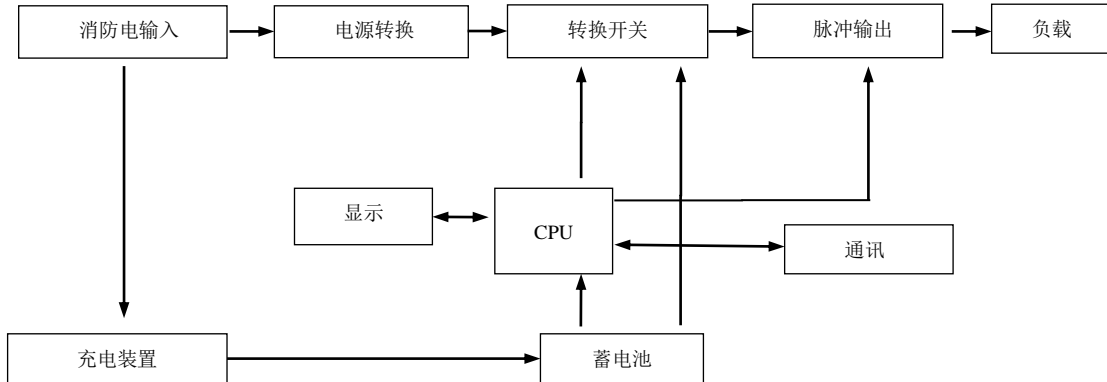 消防电输入
电源转换
转换开关
脉冲输出
负载
显示
CPU
通讯
充电装置
蓄电池